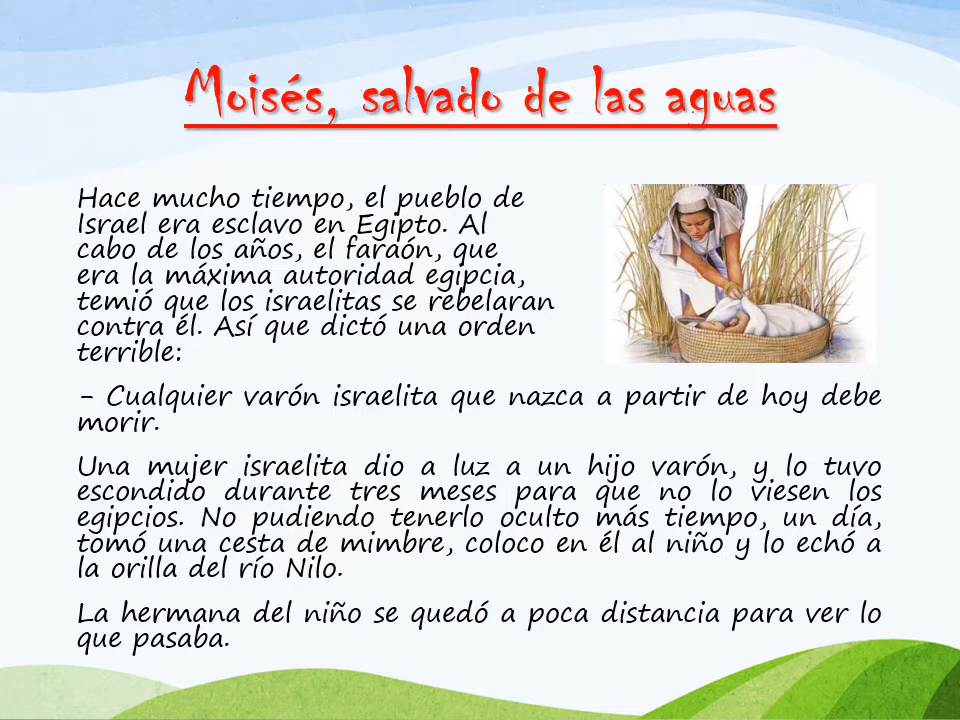 Moisés, salvado de las aguas
Hace mucho tiempo, el pueblo de
Israel era esclavo en Egipto. Al
cabo de los años, el faraón, que
era la máxima autoridad egipcia,
temió que los israelitas se rebelaran
contra él. Así que dictó una orden
terrible:
- Cualquier varón israelita que nazca a partir de hoy debe
morir.
Una mujer israelita dio a luz a un hijo varón, y lo tuvo
escondido durante tres meses para que no lo viesen los
egipcios. No pudiendo tenerlo oculto más tiempo, un día,
tomó una cesta de mimbre, coloco en él al niño y lo echó a
la orilla del río Nilo.
La hermana del niño se quedó a poca distancia para ver lo
que pasaba.